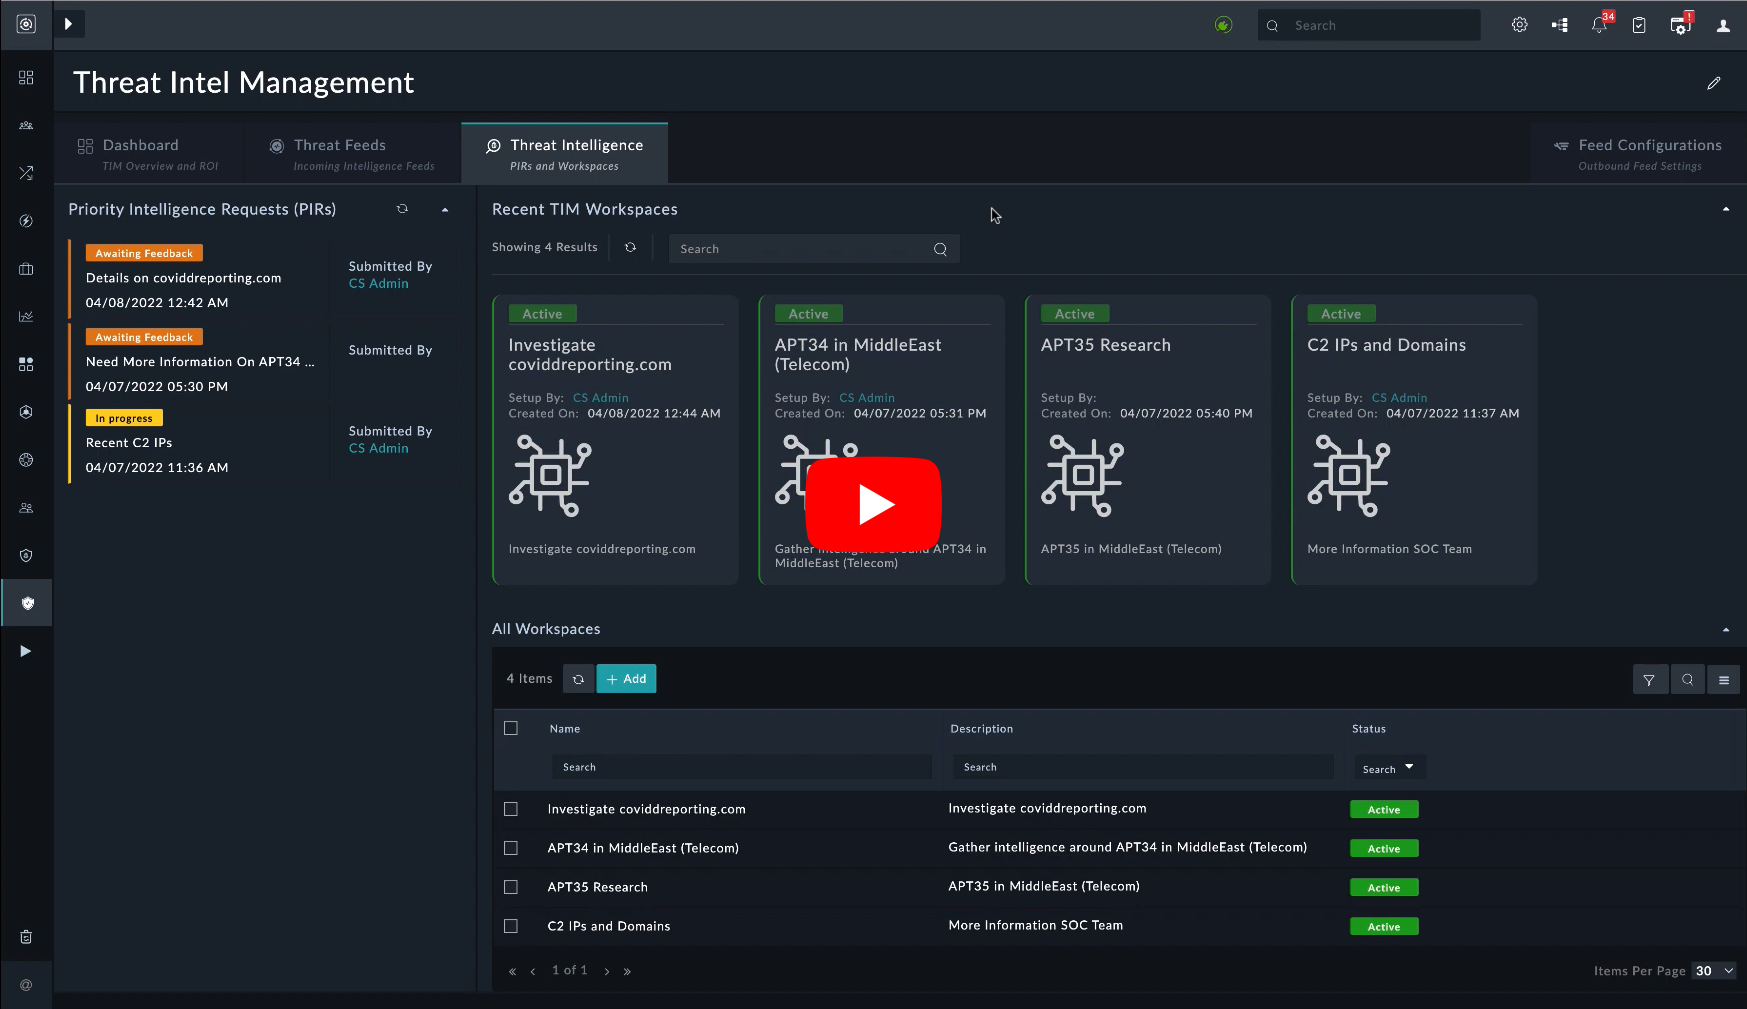 Search
34
!
Threat Intel Management
Dashboard
TIM Overview and ROI
Threat Feeds
Incoming Intelligence Feeds
Threat Intelligence
PIRs and Workspaces
Feed Configurations
Outbound Feed Settings
Priority Intelligence Requests (PIRs)
Awaiting Feedback
Details on coviddreporting.com
04/08/2022 12:42 AM
Submitted By
CS Admin
Awaiting Feedback
Need More Information On APT34 ...
04/07/2022 05:30 PM
Submitted By
In progress
Recent C2 IPs
04/07/2022 11:36 AM
Submitted By
CS Admin
Recent TIM Workspaces
Showing 4 Results
Search
Active
Investigate
coviddreporting.com
Setup By: CS Admin
Created On: 04/08/2022 12:44 AM
Investigate coviddreporting.com
Active
APT34 in MiddleEast
(Telecom)
Setup By: CS Admin
Created On: 04/07/2022 05:31 PM
Gather intelligence around APT34 in
MiddleEast (Telecom)
Active
APT35 Research
Setup By:
Created On: 04/07/2022 05:40 PM
APT35 in MiddleEast (Telecom)
Active
C2 IPs and Domains
Setup By: CS Admin
Created On: 04/07/2022 11:37 AM
More Information SOC Team
All Workspaces
4 Items
+ Add
Name Description Status
Search Search Search
Investigate coviddreporting.com Investigate coviddreporting.com Active
APT34 in MiddleEast (Telecom) Gather intelligence around APT34 in MiddleEast (Telecom) Active
APT35 Research APT35 in MiddleEast (Telecom) Active
C2 IPs and Domains More Information SOC Team Active
« ‹ 1 of 1 › »
Items Per Page 30
@